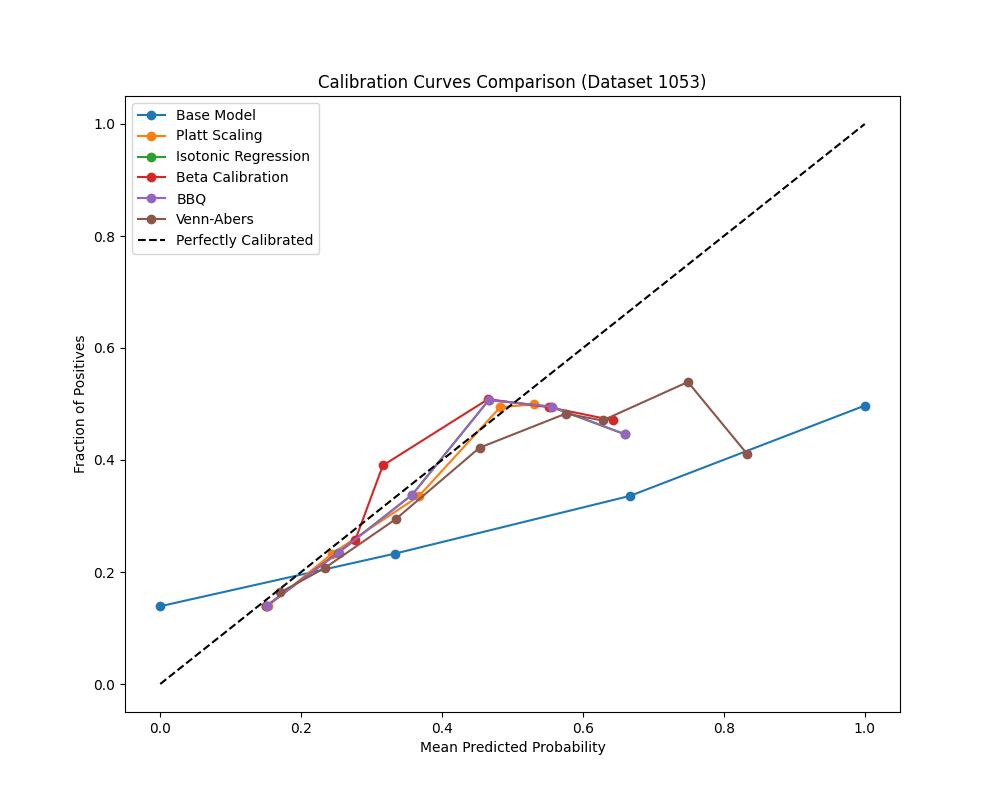 Calibration Curves Comparison (Dataset 1053)
Base Model
Platt Scaling
Isotonic Regression
Beta Calibration
BBQ
Venn-Abers
Perfectly Calibrated
1.0
0.8
0.6
0.4
0.2
0.0
Fraction of Positives
0.0 0.2 0.4 0.6 0.8 1.0
Mean Predicted Probability